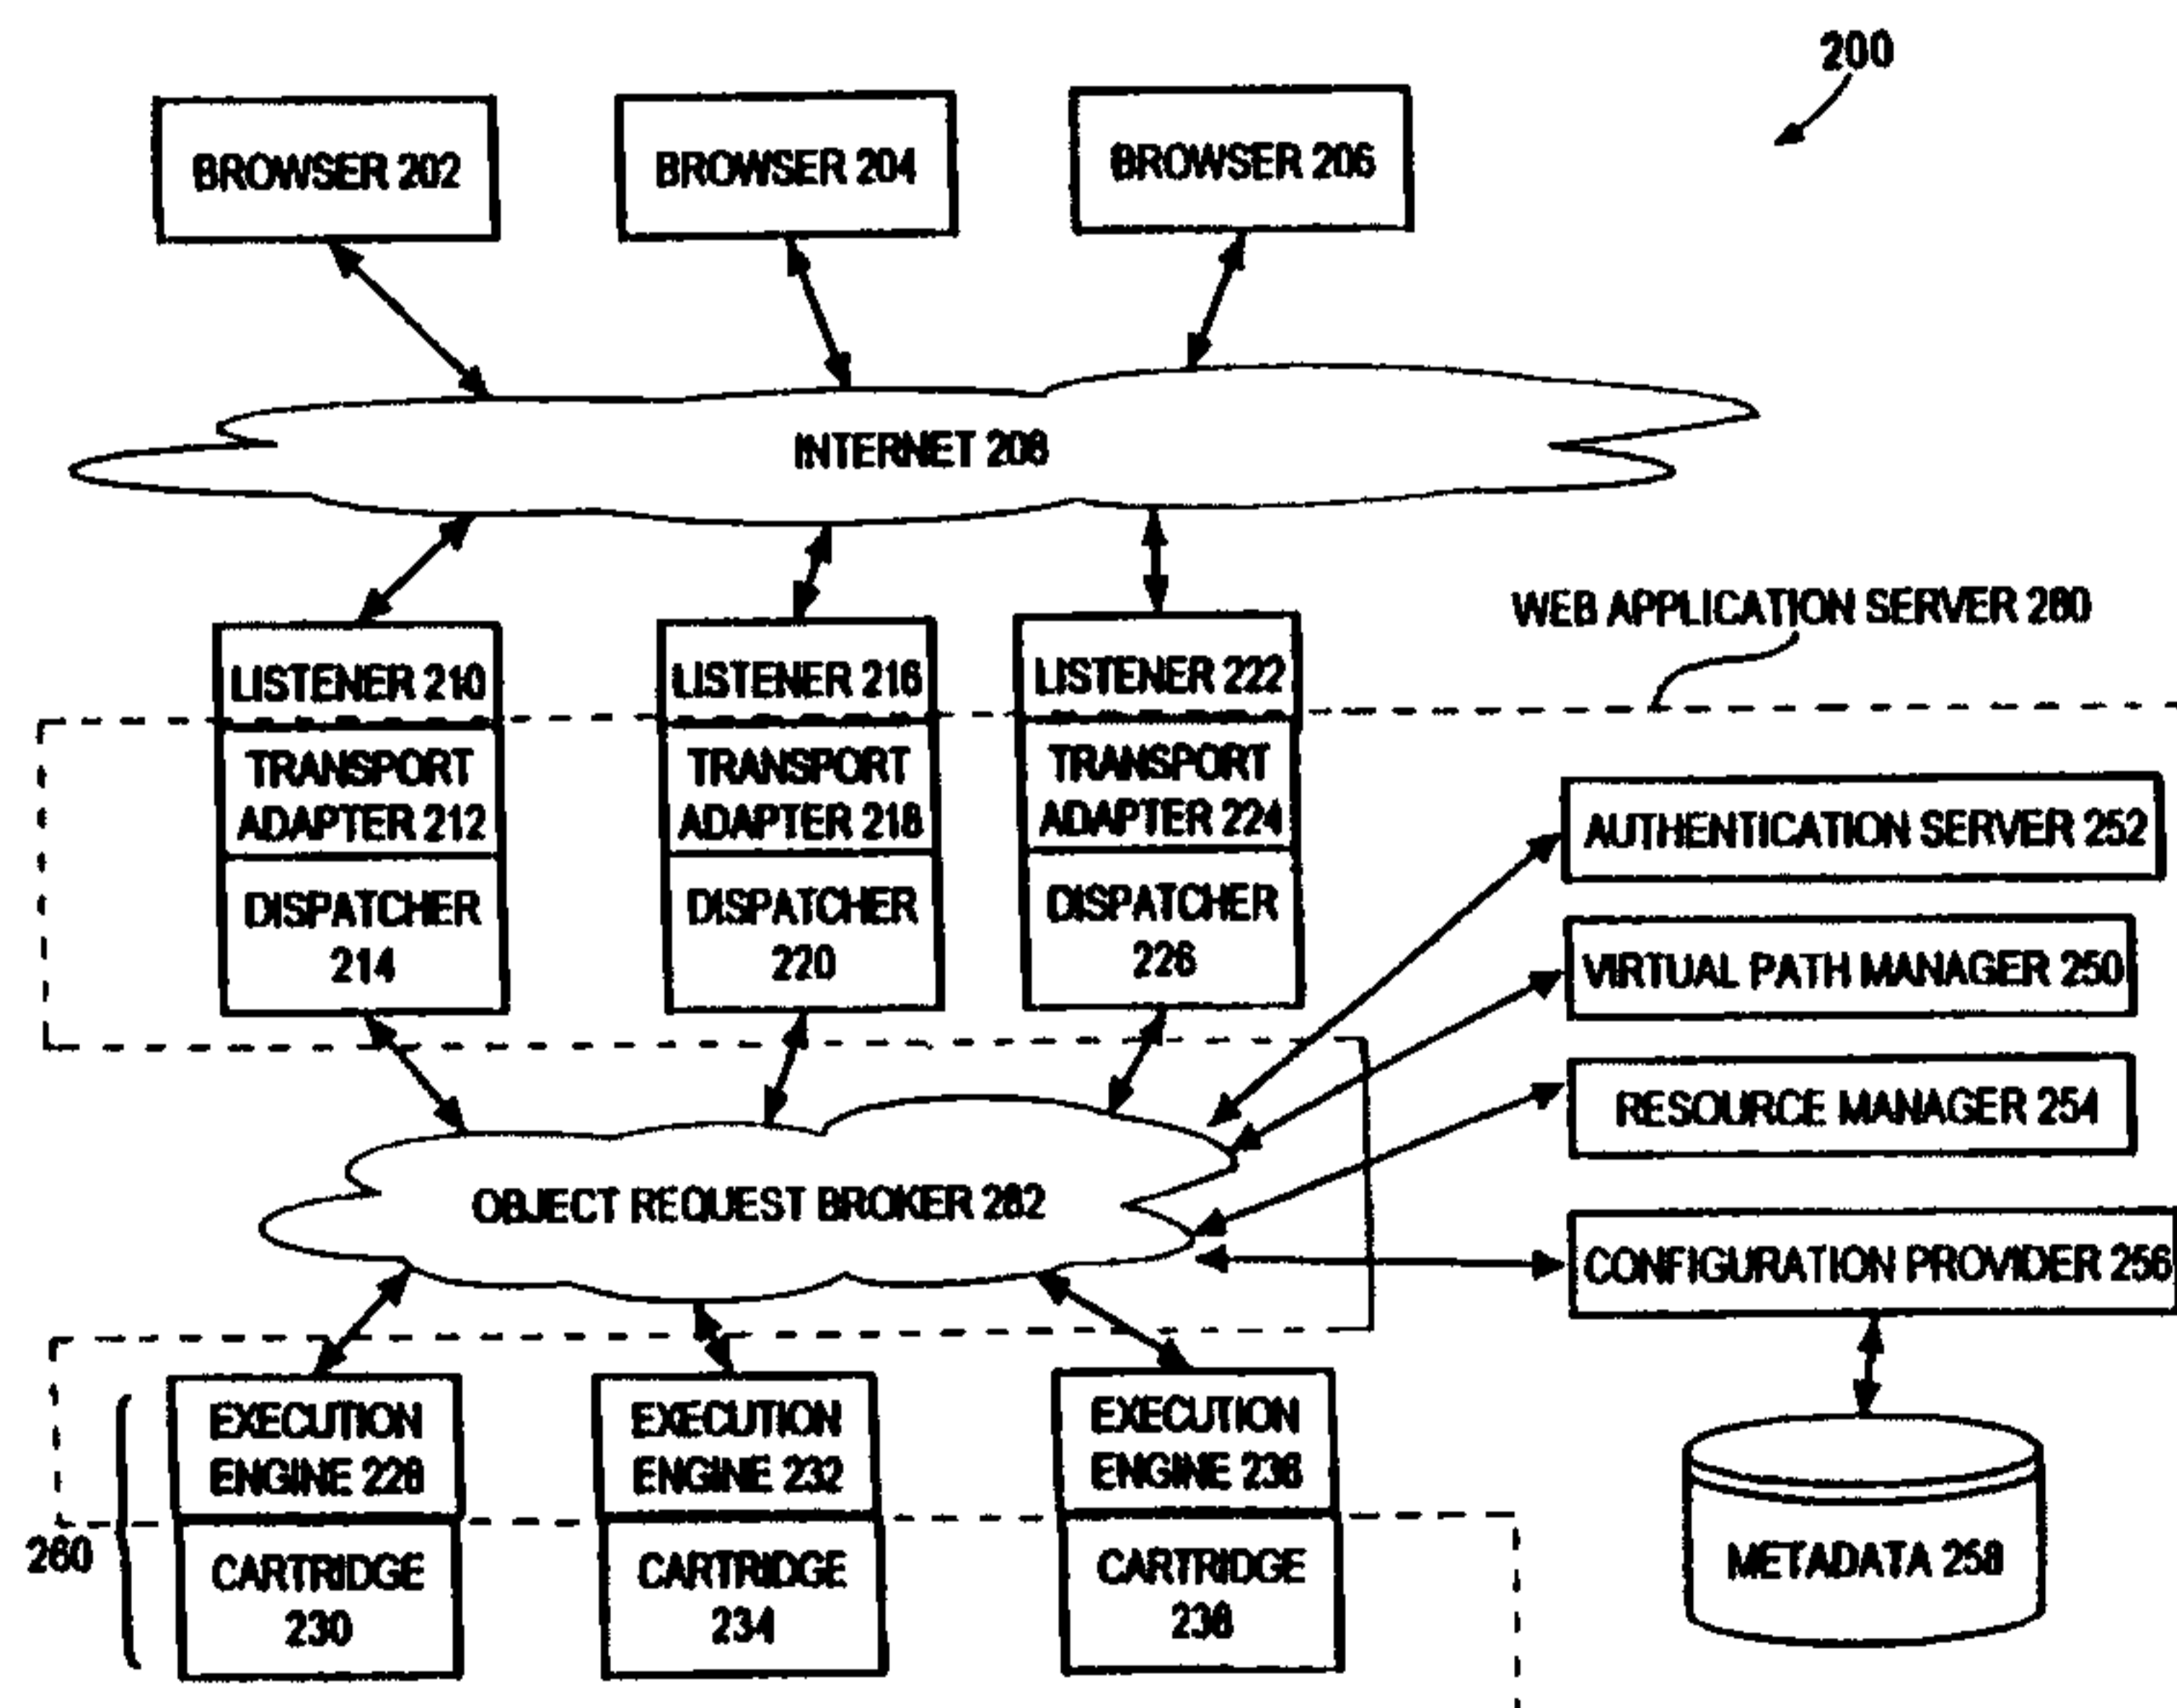 200
BROWSER 202
BROWSER 204
BROWSER 206
INTERNET 208
WEB APPLICATION SERVER 280
LISTENER 210
TRANSPORT
ADAPTER 212
DISPATCHER
214
LISTENER 216
TRANSPORT
ADAPTER 218
DISPATCHER
220
LISTENER 222
TRANSPORT
ADAPTER 224
DISPATCHER
226
AUTHENTICATION SERVER 252
VIRTUAL PATH MANAGER 250
RESOURCE MANAGER 254
CONFIGURATION PROVIDER 256
OBJECT REQUEST BROKER 282
260
EXECUTION
ENGINE 228
CARTRIDGE
230
EXECUTION
ENGINE 232
CARTRIDGE
234
EXECUTION
ENGINE 236
CARTRIDGE
238
METADATA 258